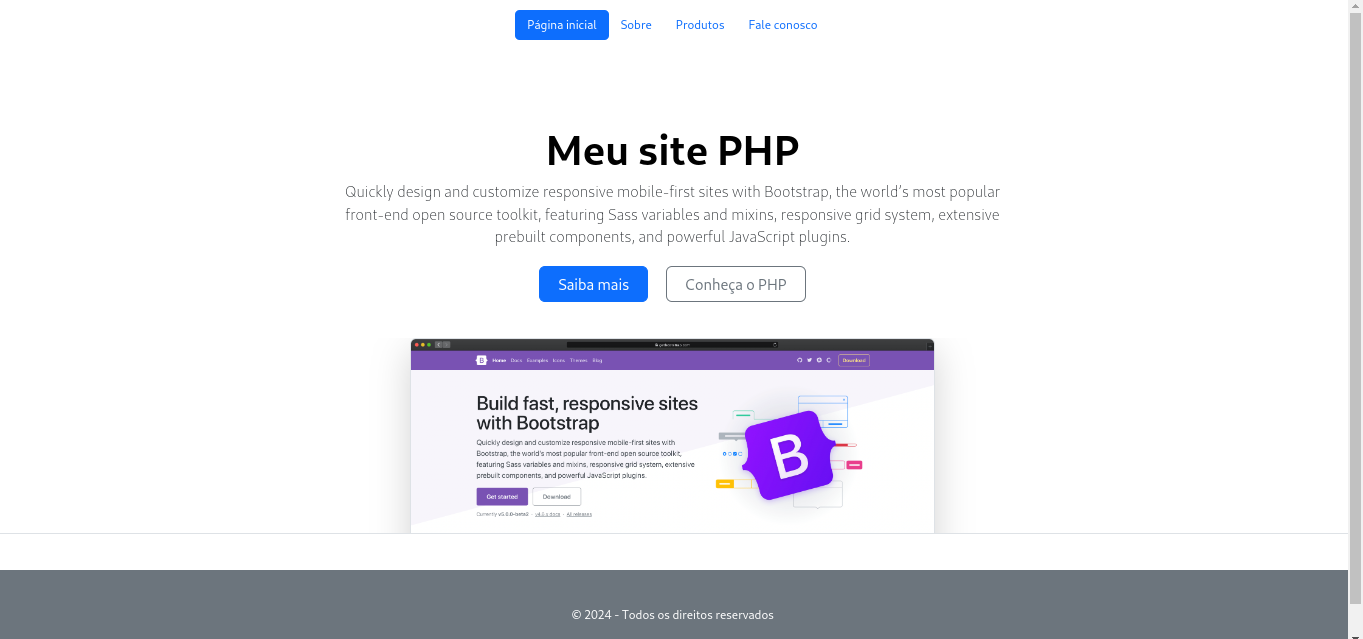 Página inicial Sobre Produtos Fale conosco
Meu site PHP
Quickly design and customize responsive mobile-first sites with Bootstrap, the world’s most popular
front-end open source toolkit, featuring Sass variables and mixins, responsive grid system, extensive
prebuilt components, and powerful JavaScript plugins.
Saiba mais Conheça o PHP
B Home Docs Examples Icons Themes Blog Download
Build fast, responsive sites
with Bootstrap
Quickly design and customize responsive mobile-first sites with
Bootstrap, the world's most popular front-end open source toolkit,
featuring Sass variables and mixins, responsive grid system, extensive
prebuilt components, and powerful JavaScript plugins.
B
Get started Download
Currently v5.0.0-beta2 · v4.6.x docs · All releases
© 2024 - Todos os direitos reservados